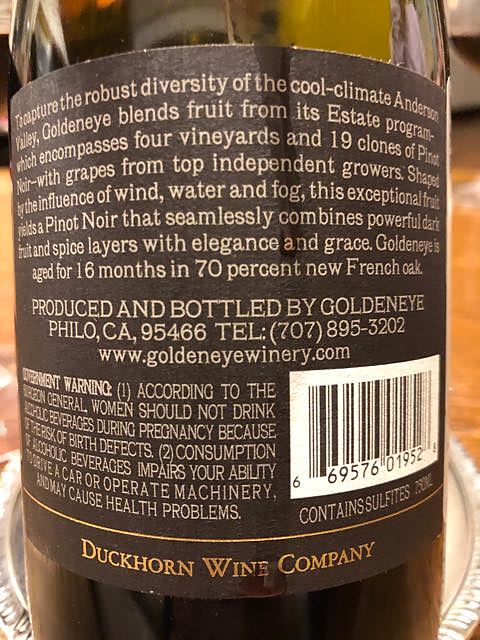 To capture the robust diversity of the cool-climate Anderson
Valley, Goldeneye blends fruit from its Estate program–
which encompasses four vineyards and 19 clones of Pinot
Noir–with grapes from top independent growers. Shaped
by the influence of wind, water and fog, this exceptional fruit
yields a Pinot Noir that seamlessly combines powerful dark
fruit and spice layers with elegance and grace. Goldeneye is
aged for 16 months in 70 percent new French oak.
PRODUCED AND BOTTLED BY GOLDENEYE
PHILO, CA, 95466 TEL: (707) 895-3202
www.goldeneyewinery.com
GOVERNMENT WARNING: (1) ACCORDING TO THE
SURGEON GENERAL, WOMEN SHOULD NOT DRINK
ALCOHOLIC BEVERAGES DURING PREGNANCY BECAUSE
OF THE RISK OF BIRTH DEFECTS. (2) CONSUMPTION
OF ALCOHOLIC BEVERAGES IMPAIRS YOUR ABILITY
TO DRIVE A CAR OR OPERATE MACHINERY,
AND MAY CAUSE HEALTH PROBLEMS.
6 69576 01952 8
CONTAINS SULFITES 750ML
DUCKHORN WINE COMPANY